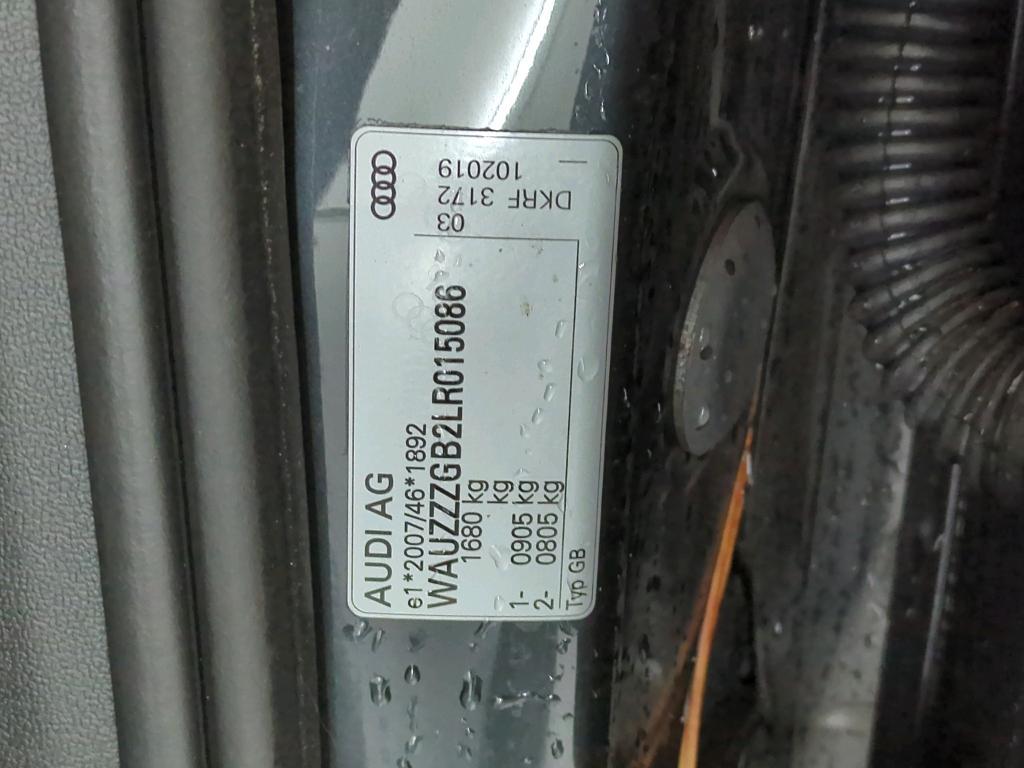 AUDI AG
e1*2007/46*1892
WAUZZZGB2LR015086
1680 kg
kg
1- 0905 kg
2- 0805 kg
Typ GB
03
3172
DKRF
102019